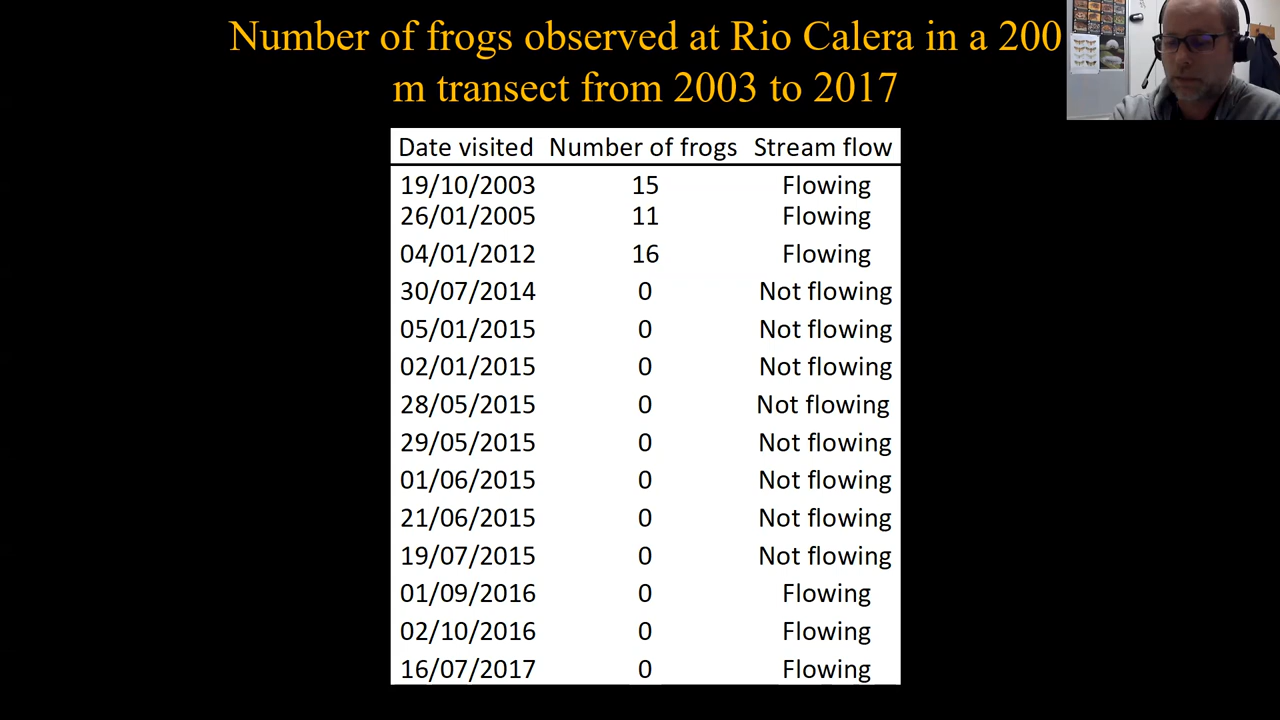 Number of frogs observed at Rio Calera in a 200
m transect from 2003 to 2017
Date visited Number of frogs Stream flow
19/10/2003 15 Flowing
26/01/2005 11 Flowing
04/01/2012 16 Flowing
30/07/2014 0 Not flowing
05/01/2015 0 Not flowing
02/01/2015 0 Not flowing
28/05/2015 0 Not flowing
29/05/2015 0 Not flowing
01/06/2015 0 Not flowing
21/06/2015 0 Not flowing
19/07/2015 0 Not flowing
01/09/2016 0 Flowing
02/10/2016 0 Flowing
16/07/2017 0 Flowing